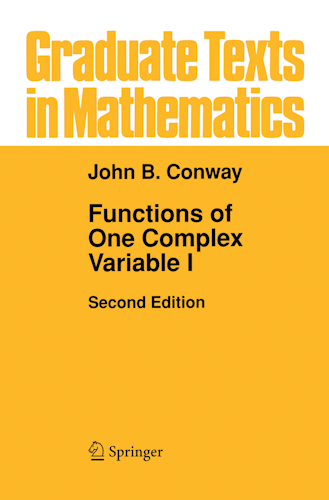 Graduate Texts
in Mathematics
John B. Conway
Functions of
One Complex
Variable I
Second Edition
Springer